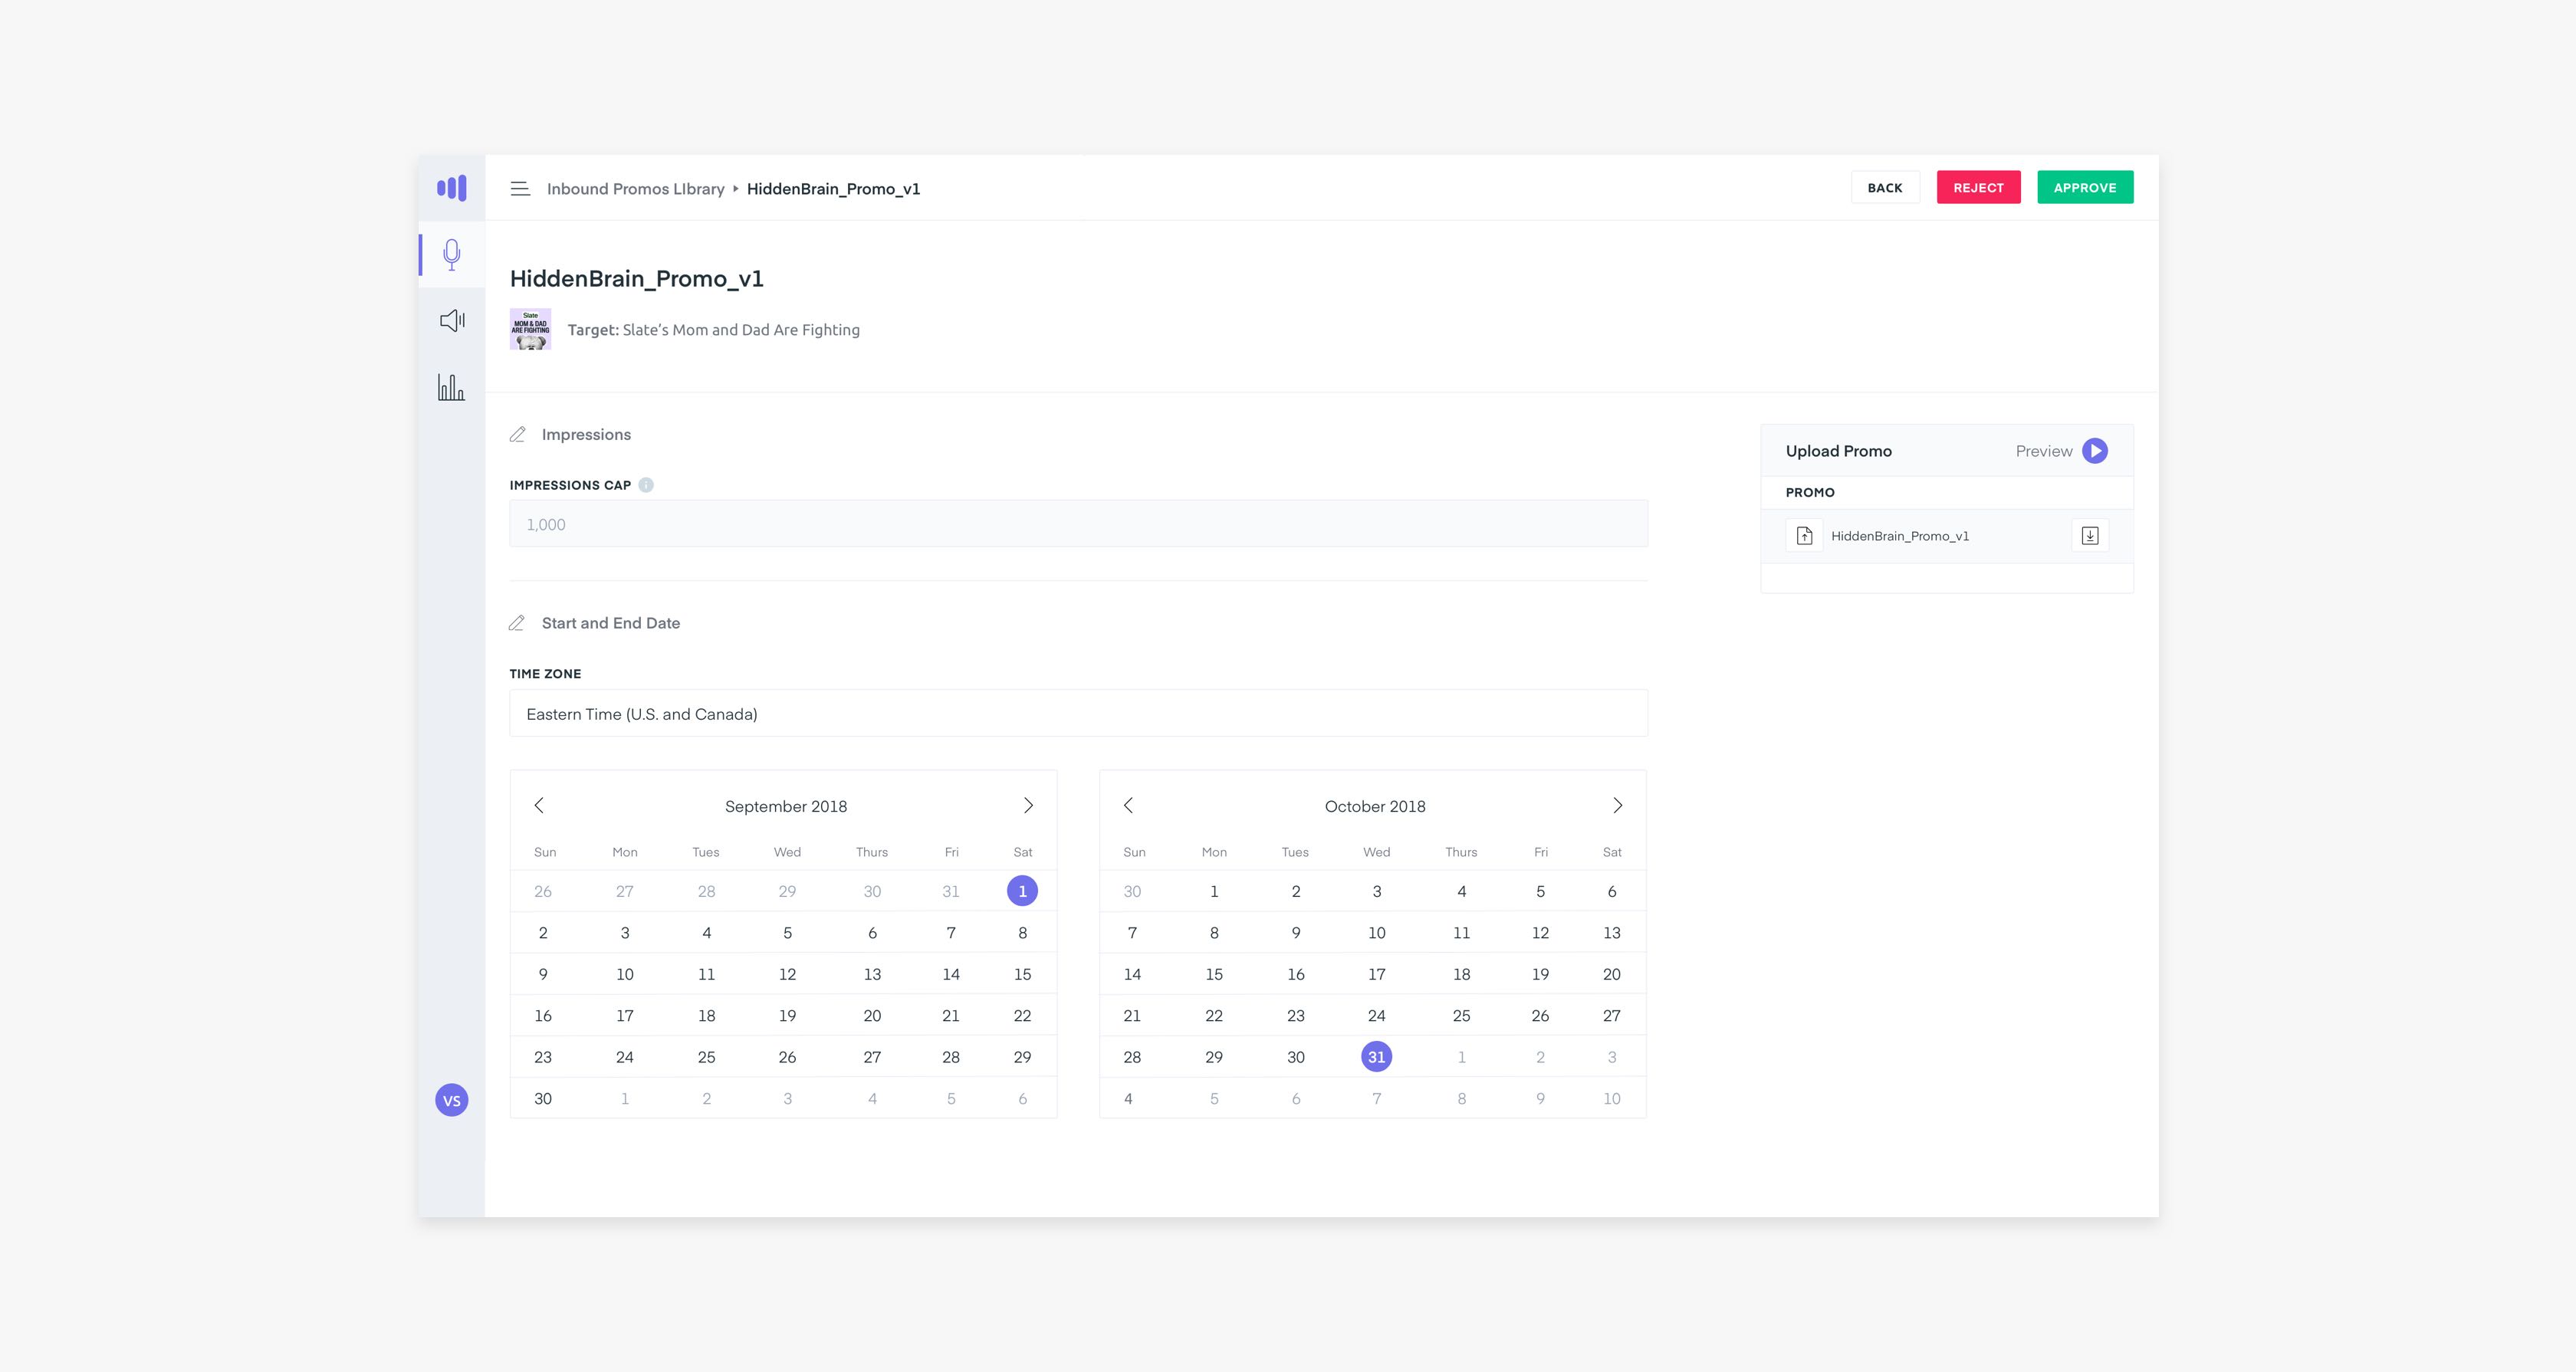 Inbound Promos LIbrary ▸ HiddenBrain_Promo_v1
BACK
REJECT
APPROVE
HiddenBrain_Promo_v1
Slate
MOM & DAD
ARE FIGHTING
Target: Slate’s Mom and Dad Are Fighting
Impressions
IMPRESSIONS CAP i
1,000
Upload Promo
Preview
PROMO
HiddenBrain_Promo_v1
Start and End Date
TIME ZONE
Eastern Time (U.S. and Canada)
September 2018
Sun Mon Tues Wed Thurs Fri Sat
26 27 28 29 30 31 1
2 3 4 5 6 7 8
9 10 11 12 13 14 15
16 17 18 19 20 21 22
23 24 25 26 27 28 29
30 1 2 3 4 5 6
October 2018
Sun Mon Tues Wed Thurs Fri Sat
30 1 2 3 4 5 6
7 8 9 10 11 12 13
14 15 16 17 18 19 20
21 22 23 24 25 26 27
28 29 30 31 1 2 3
4 5 6 7 8 9 10
VS